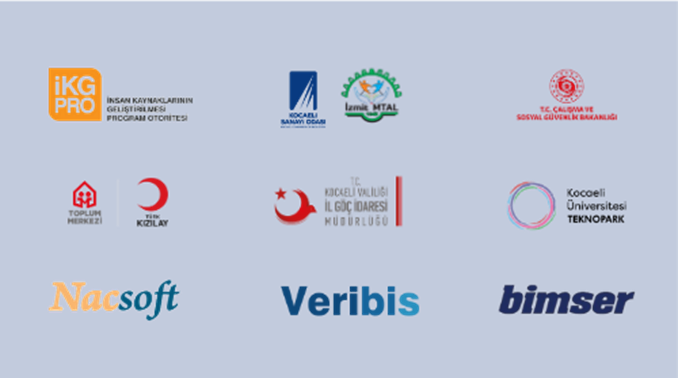 iKG
PRO
İNSAN KAYNAKLARININ
GELİŞTİRİLMESİ
PROGRAM OTORİTESİ
KOCAELİ
SANAYİ ODASI
İzmit MTAL
T.C. ÇALIŞMA VE
SOSYAL GÜVENLİK BAKANLIĞI
TOPLUM
MERKEZİ
TÜRK
KIZILAY
T.C.
KOCAELİ VALİLİĞİ
İL GÖÇ İDARESİ
MÜDÜRLÜĞÜ
Kocaeli
Üniversitesi
TEKNOPARK
Nacsoft
Veribis
bimser